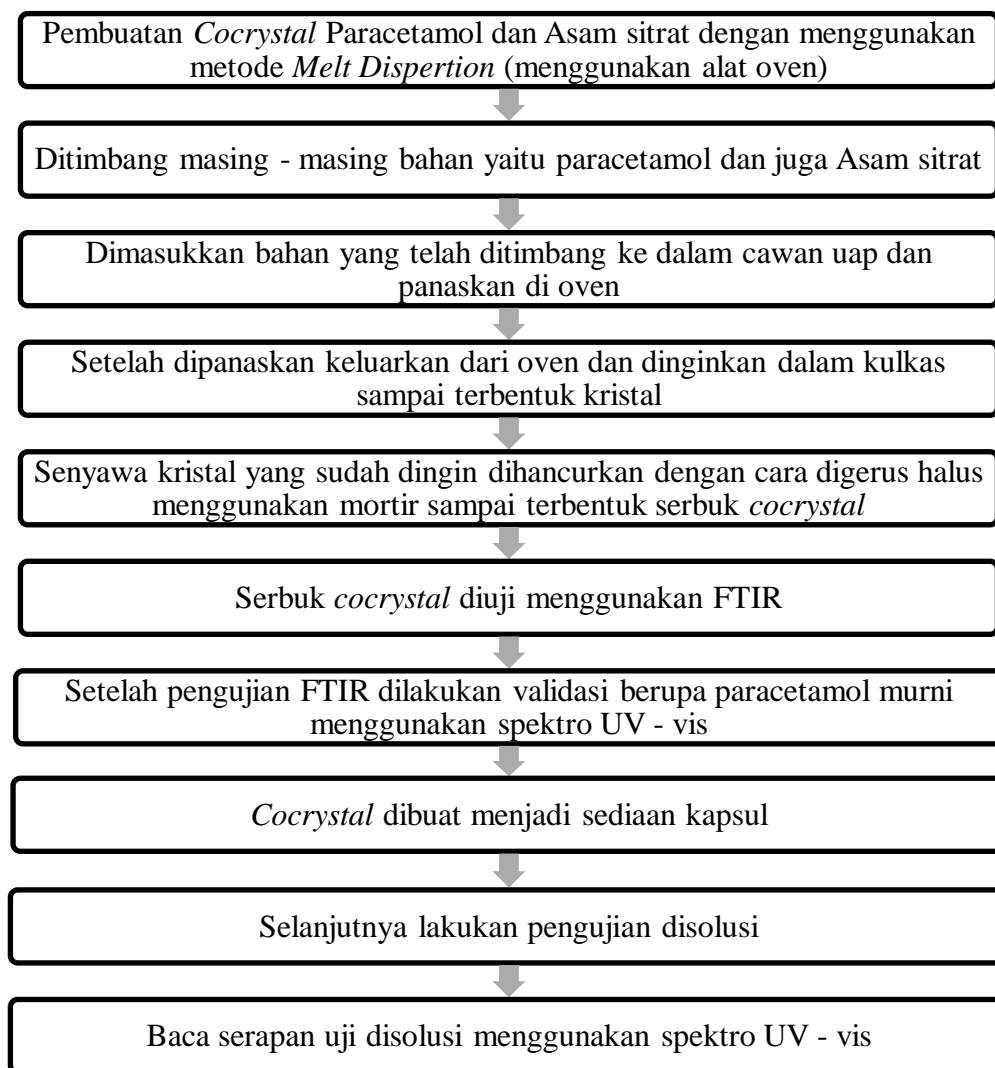 Pembuatan Cocrystal Paracetamol dan Asam sitrat dengan menggunakan
metode Melt Dispertion (menggunakan alat oven)
Ditimbang masing - masing bahan yaitu paracetamol dan juga Asam sitrat
Dimasukkan bahan yang telah ditimbang ke dalam cawan uap dan
panaskan di oven
Setelah dipanaskan keluarkan dari oven dan dinginkan dalam kulkas
sampai terbentuk kristal
Senyawa kristal yang sudah dingin dihancurkan dengan cara digerus halus
menggunakan mortir sampai terbentuk serbuk cocrystal
Serbuk cocrystal diuji menggunakan FTIR
Setelah pengujian FTIR dilakukan validasi berupa paracetamol murni
menggunakan spektro UV - vis
Cocrystal dibuat menjadi sediaan kapsul
Selanjutnya lakukan pengujian disolusi
Baca serapan uji disolusi menggunakan spektro UV - vis